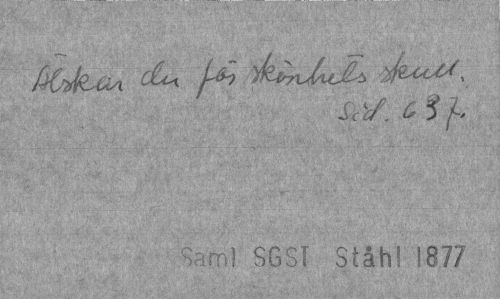 Älskar du för skönhets skull.
Sid. 637.
Saml SGST Ståhl 1877